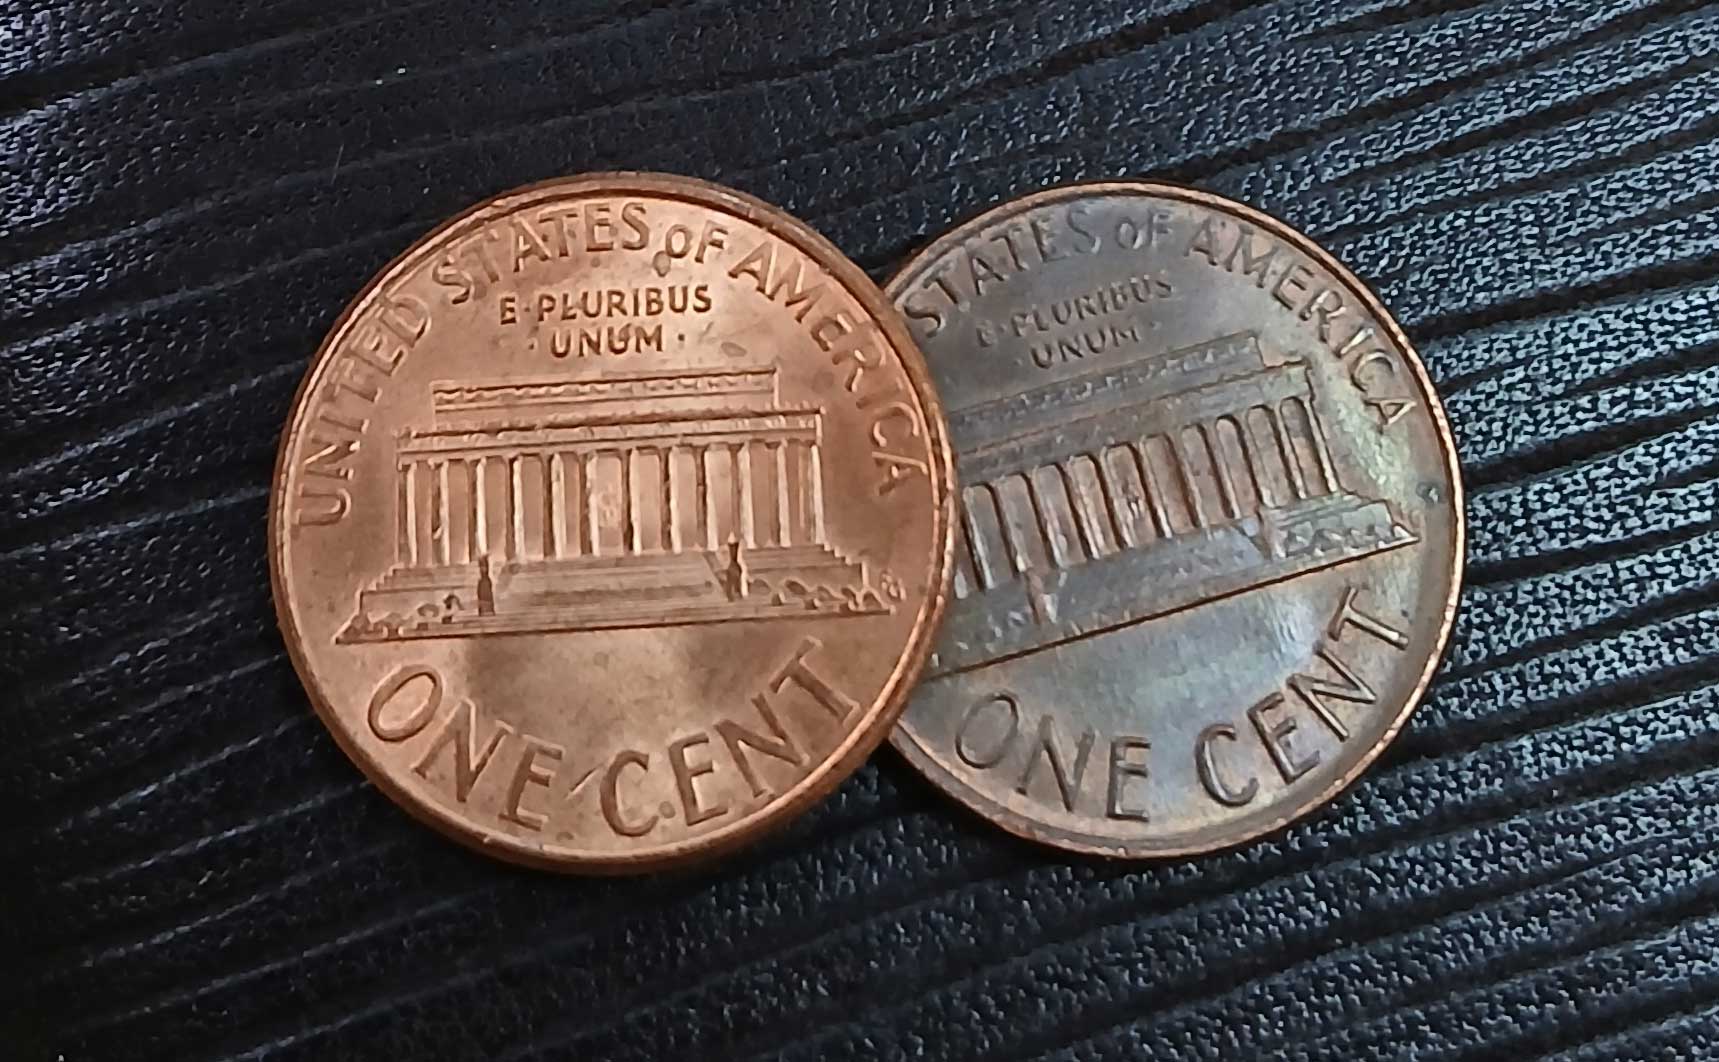 UNITED STATES OF AMERICA
E·PLURIBUS
·UNUM·
ONE CENT
STATES OF AMERICA
E·PLURIBUS
·UNUM·
ONE CENT